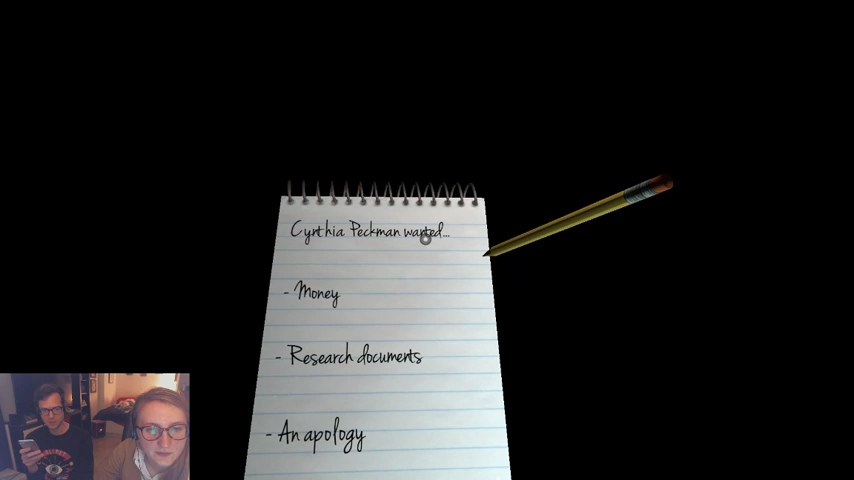 Cynthia Peckman wanted...
- Money
- Research documents
- An apology